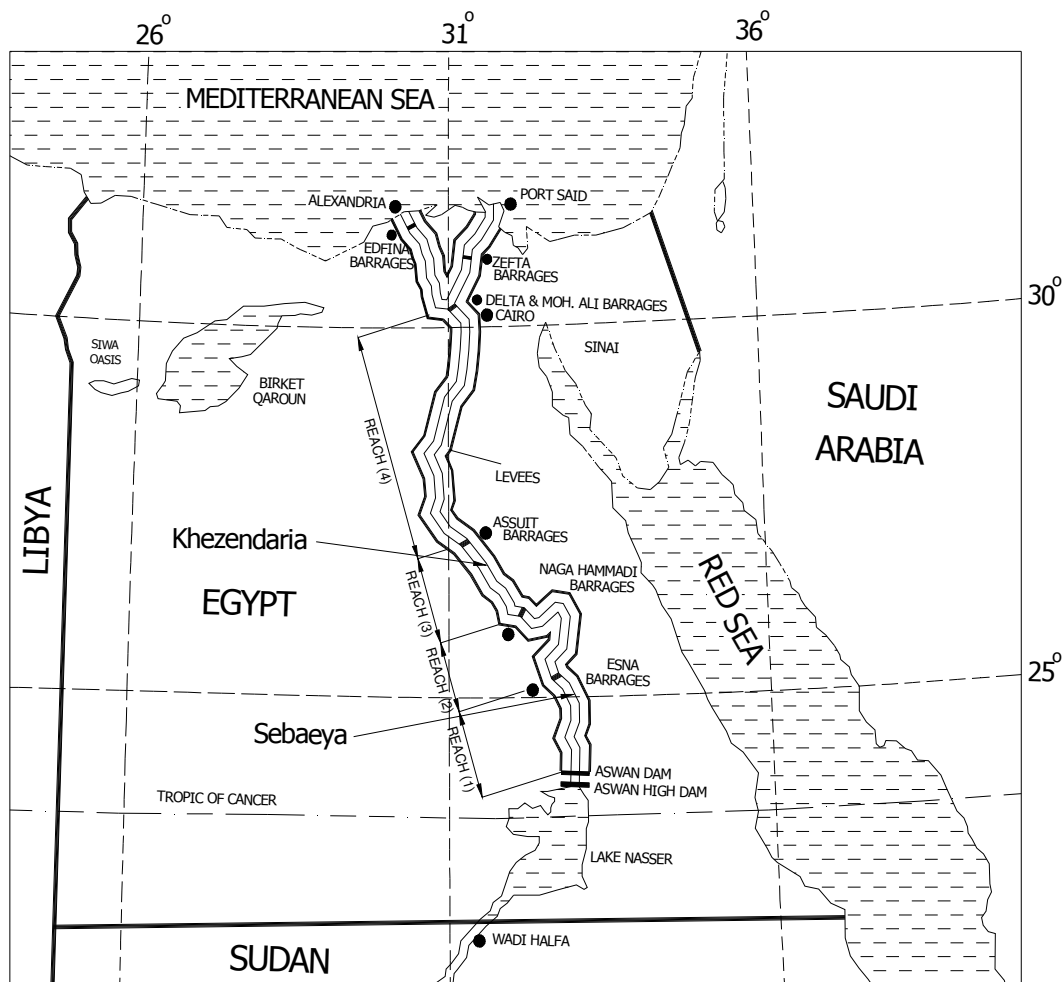 26° 31° 36°
MEDITERRANEAN SEA
ALEXANDRIA
PORT SAID
EDFINA
BARRAGES
ZEFTA
BARRAGES
DELTA & MOH. ALI BARRAGES
CAIRO
30°
SIWA
OASIS
SINAI
BIRKET
QAROUN
SAUDI
ARABIA
REACH (4)
LEVEES
LIBYA
ASSUIT
BARRAGES
Khezendaria
NAGA HAMMADI
BARRAGES
RED SEA
EGYPT
REACH (3)
ESNA
BARRAGES
25°
REACH (2)
Sebaeya
REACH (1)
ASWAN DAM
ASWAN HIGH DAM
TROPIC OF CANCER
LAKE NASSER
WADI HALFA
SUDAN